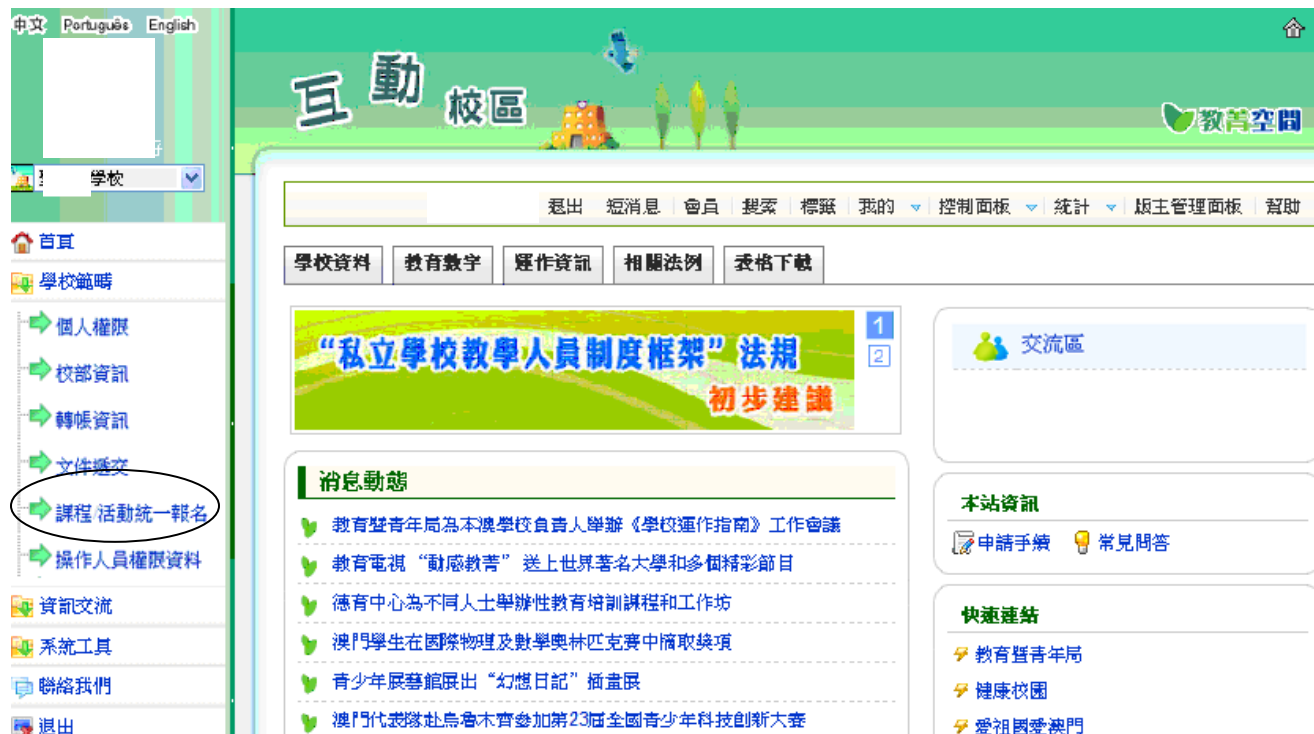 中文 Português English
好
學校
首頁
學校範疇
個人權限
校部資訊
轉帳資訊
文件遞交
課程/活動統一報名
操作人員權限資料
資訊交流
系統工具
聯絡我們
退出
互動校區
教菁空間
退出 短消息 會員 搜索 標籤 我的 控制面板 統計 版主管理面板 幫助
學校資料 教育數字 運作資訊 相關法例 表格下載
“私立學校教學人員制度框架”法規
初步建議
1
2
消息動態
教育暨青年局為本澳學校負責人舉辦《學校運作指南》工作會議
教育電視“動感教菁”送上世界著名大學和多個精彩節目
德育中心為不同人士舉辦性教育培訓課程和工作坊
澳門學生在國際物理及數學奧林匹克賽中摘取獎項
青少年展藝館展出“幻想日記”插畫展
澳門代表隊赴烏魯木齊參加第23屆全國青少年科技創新大賽
交流區
本站資訊
申請手續 常見問答
快速連結
教育暨青年局
健康校園
愛祖國愛澳門